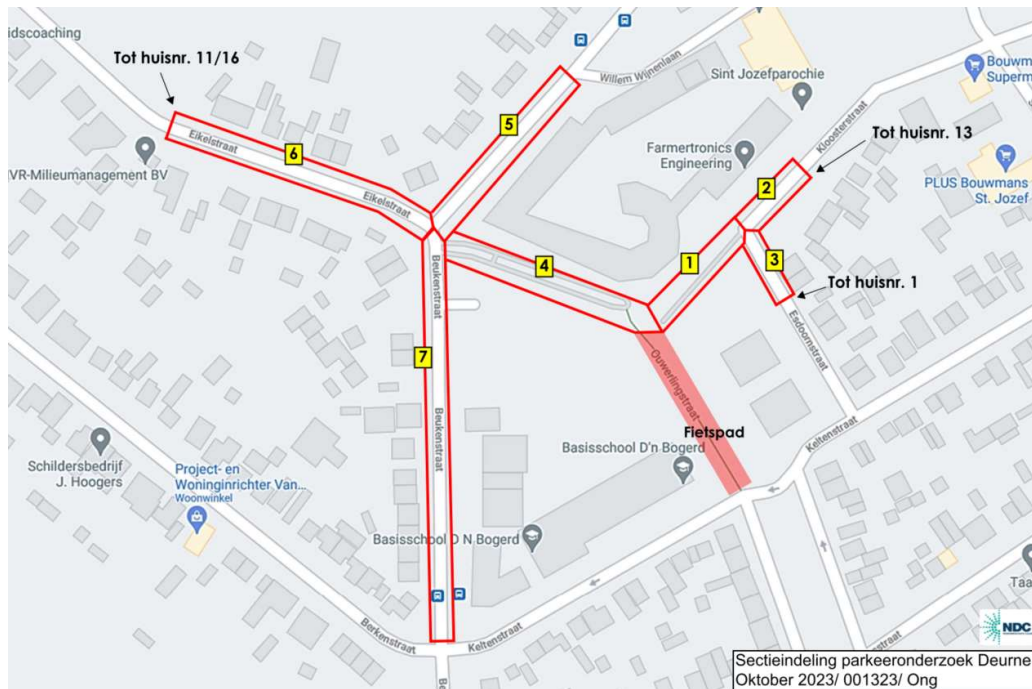 idscoaching
Tot huisnr. 11/16
Willem Wijnenlaan
Sint Jozefparochie
Bouwm
Superm
Kloosterstraat
Tot huisnr. 13
5
Eikelstraat
6
Farmertronics
Engineering
VR-Milieumanagement BV
2
PLUS Bouwmans
St. Jozef
Eikelstraat
Beukenstraat
4
1
3
Tot huisnr. 1
Esdoornstraat
7
Ouwerlingstraat
Beukenstraat
Fietspad
Keltenstraat
Basisschool D'n Bogerd
Schildersbedrijf
J. Hoogers
Project- en
Woninginrichter Van...
Woonwinkel
Basisschool D N Bogerd
Taa
Berkenstraat
Keltenstraat
NDC
Be
Sectieindeling parkeeronderzoek Deurne
Oktober 2023/ 001323/ Ong